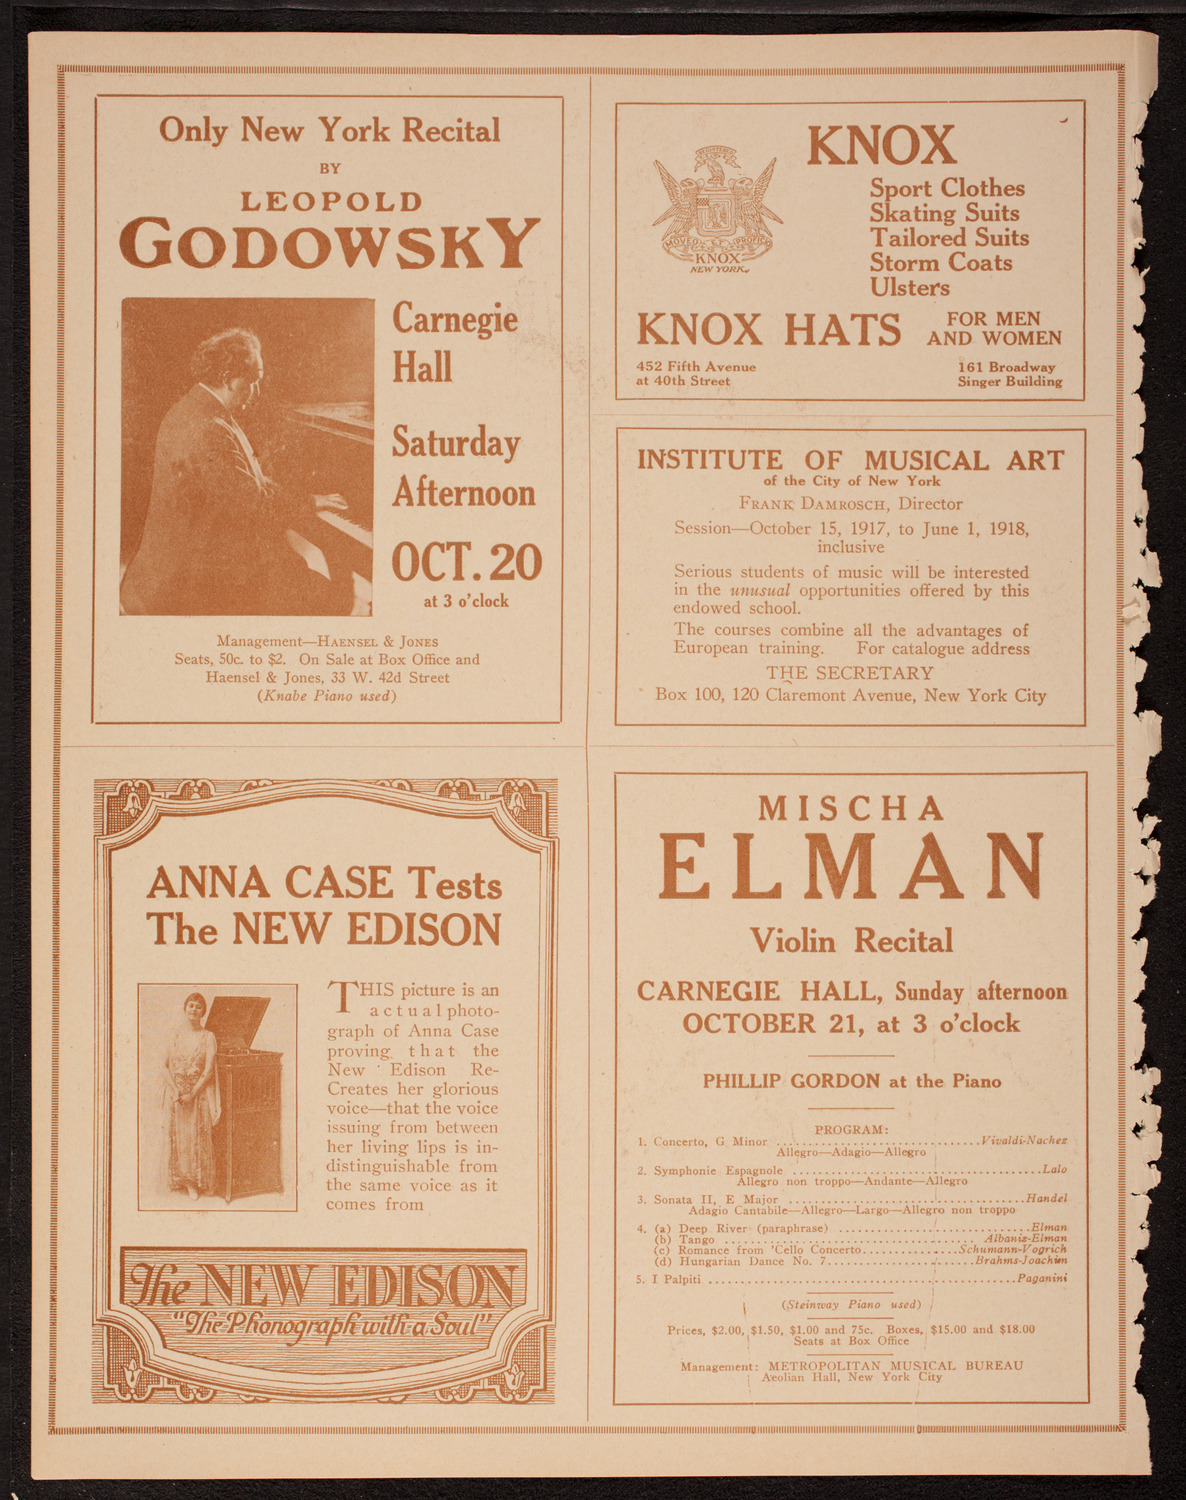 Only New York Recital
BY
LEOPOLD
GODOWSKY
Carnegie
Hall
Saturday
Afternoon
OCT. 20
at 3 o'clock
Management—HAENSEL & JONES
Seats, 50c. to $2. On Sale at Box Office and
Haensel & Jones, 33 W. 42d Street
(Knabe Piano used)
KNOX
Sport Clothes
Skating Suits
Tailored Suits
Storm Coats
Ulsters
MOVEO ET PROFICIO
KNOX
NEW YORK
KNOX HATS FOR MEN
AND WOMEN
452 Fifth Avenue
at 40th Street
161 Broadway
Singer Building
INSTITUTE OF MUSICAL ART
of the City of New York
FRANK DAMROSCH, Director
Session—October 15, 1917, to June 1, 1918,
inclusive
Serious students of music will be interested
in the unusual opportunities offered by this
endowed school.
The courses combine all the advantages of
European training. For catalogue address
THE SECRETARY
Box 100, 120 Claremont Avenue, New York City
ANNA CASE Tests
The NEW EDISON
THIS picture is an
actual photo-
graph of Anna Case
proving that the
New Edison Re-
Creates her glorious
voice—that the voice
issuing from between
her living lips is in-
distinguishable from
the same voice as it
comes from
The NEW EDISON
"The Phonograph with a Soul"
MISCHA
ELMAN
Violin Recital
CARNEGIE HALL, Sunday afternoon
OCTOBER 21, at 3 o'clock
PHILLIP GORDON at the Piano
PROGRAM:
1. Concerto, G Minor ..............................Vivaldi-Nachez
Allegro—Adagio—Allegro
2. Symphonie Espagnole ......................................Lalo
Allegro non troppo—Andante—Allegro
3. Sonata II, E Major ....................................Handel
Adagio Cantabile—Allegro—Largo—Allegro non troppo
4. (a) Deep River (paraphrase) .............................Elman
(b) Tango ......................................Albaniz-Elman
(c) Romance from 'Cello Concerto..............Schumann-Vogrich
(d) Hungarian Dance No. 7......................Brahms-Joachim
5. I Palpiti ..............................................Paganini
(Steinway Piano used)
Prices, $2.00, $1.50, $1.00 and 75c. Boxes, $15.00 and $18.00
Seats at Box Office
Management: METROPOLITAN MUSICAL BUREAU
Aeolian Hall, New York City